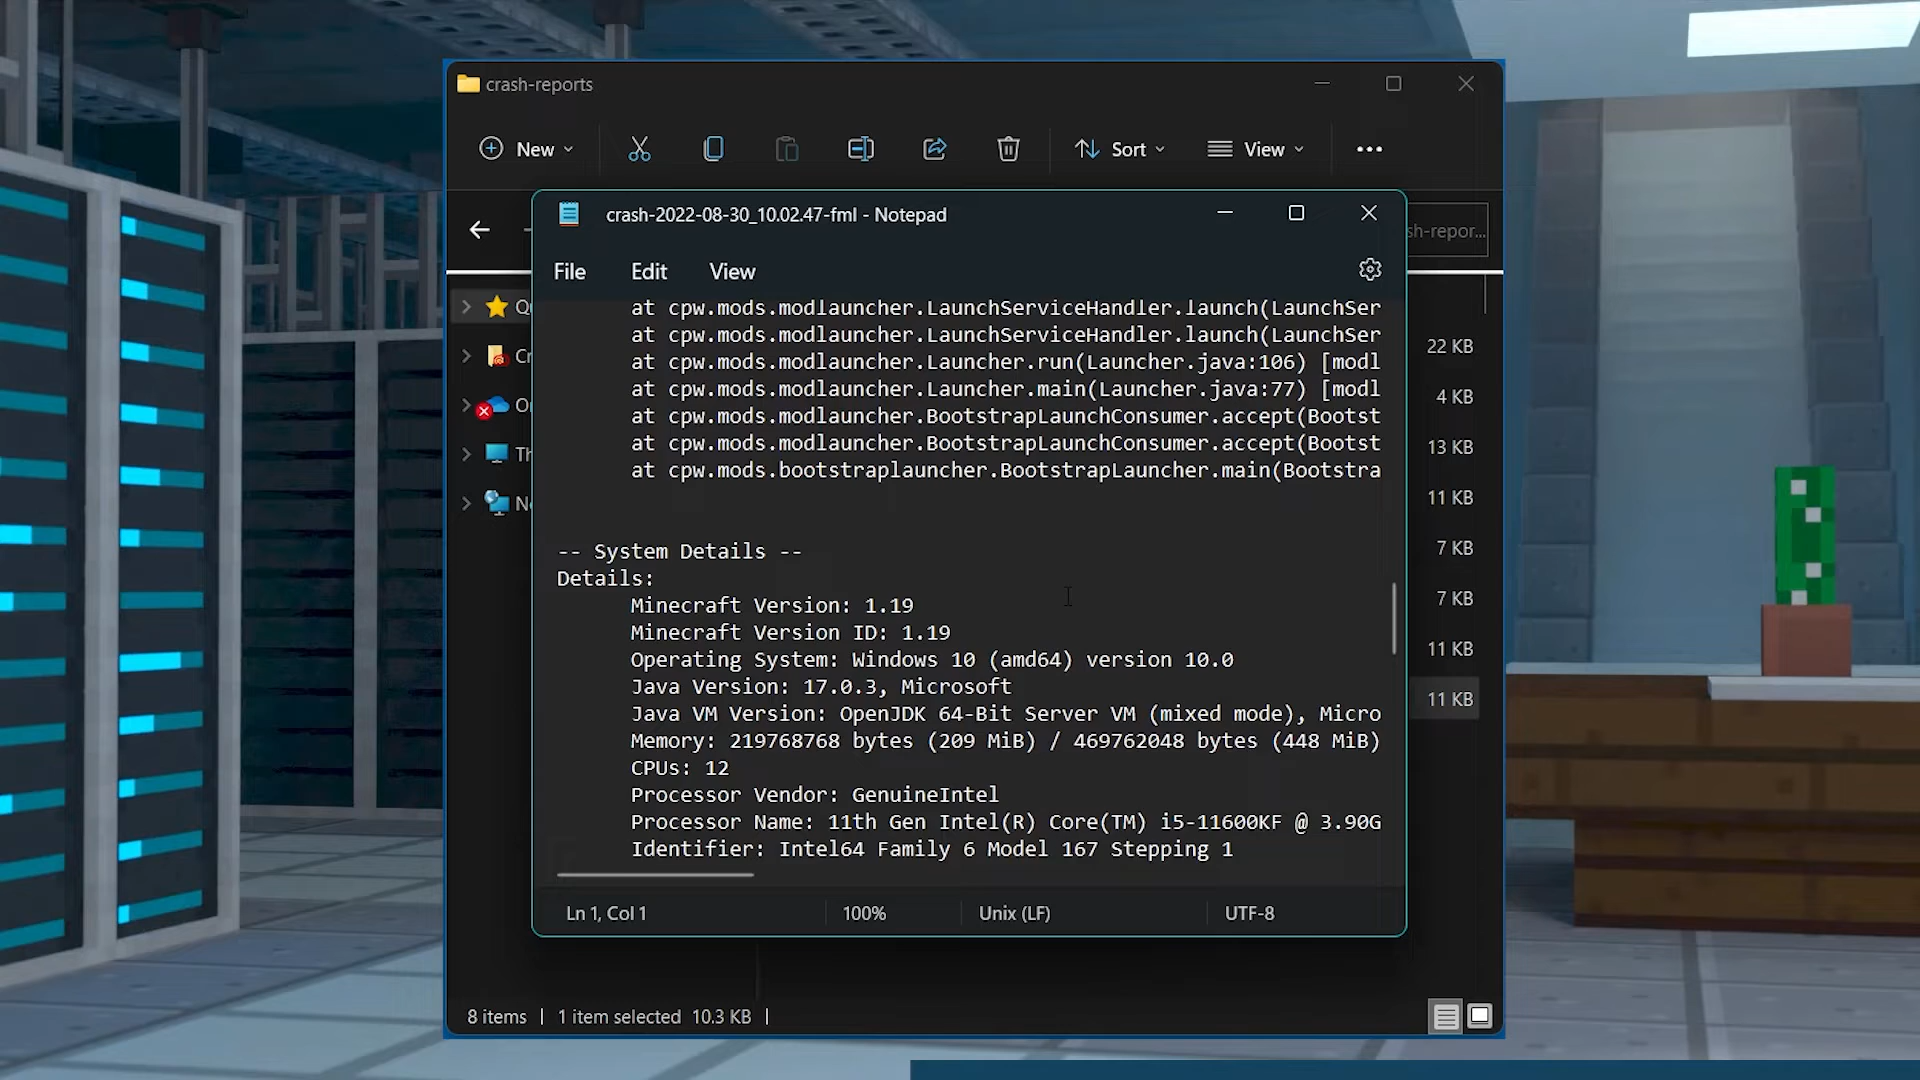 crash-reports
New
Sort
View
crash-2022-08-30_10.02.47-fml - Notepad
sh-repor...
File Edit View
at cpw.mods.modlauncher.LaunchServiceHandler.launch(LaunchSer
at cpw.mods.modlauncher.LaunchServiceHandler.launch(LaunchSer
at cpw.mods.modlauncher.Launcher.run(Launcher.java:106) [modl
at cpw.mods.modlauncher.Launcher.main(Launcher.java:77) [modl
at cpw.mods.modlauncher.BootstrapLaunchConsumer.accept(Bootst
at cpw.mods.modlauncher.BootstrapLaunchConsumer.accept(Bootst
at cpw.mods.bootstraplauncher.BootstrapLauncher.main(Bootstra
-- System Details --
Details:
Minecraft Version: 1.19
Minecraft Version ID: 1.19
Operating System: Windows 10 (amd64) version 10.0
Java Version: 17.0.3, Microsoft
Java VM Version: OpenJDK 64-Bit Server VM (mixed mode), Micro
Memory: 219768768 bytes (209 MiB) / 469762048 bytes (448 MiB)
CPUs: 12
Processor Vendor: GenuineIntel
Processor Name: 11th Gen Intel(R) Core(TM) i5-11600KF @ 3.90G
Identifier: Intel64 Family 6 Model 167 Stepping 1
Ln 1, Col 1
100%
Unix (LF)
UTF-8
Cr
Th
22 KB
4 KB
13 KB
11 KB
7 KB
7 KB
11 KB
11 KB
8 items
1 item selected 10.3 KB